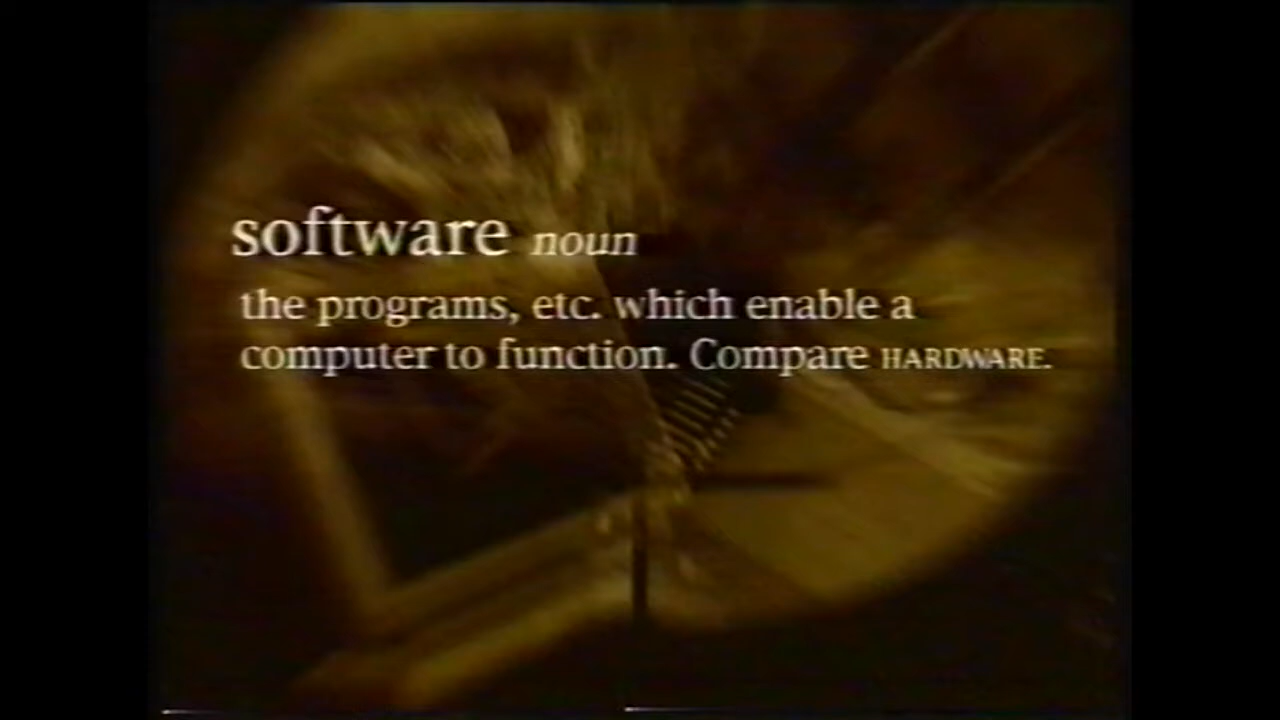 software noun
the programs, etc. which enable a
computer to function. Compare HARDWARE.